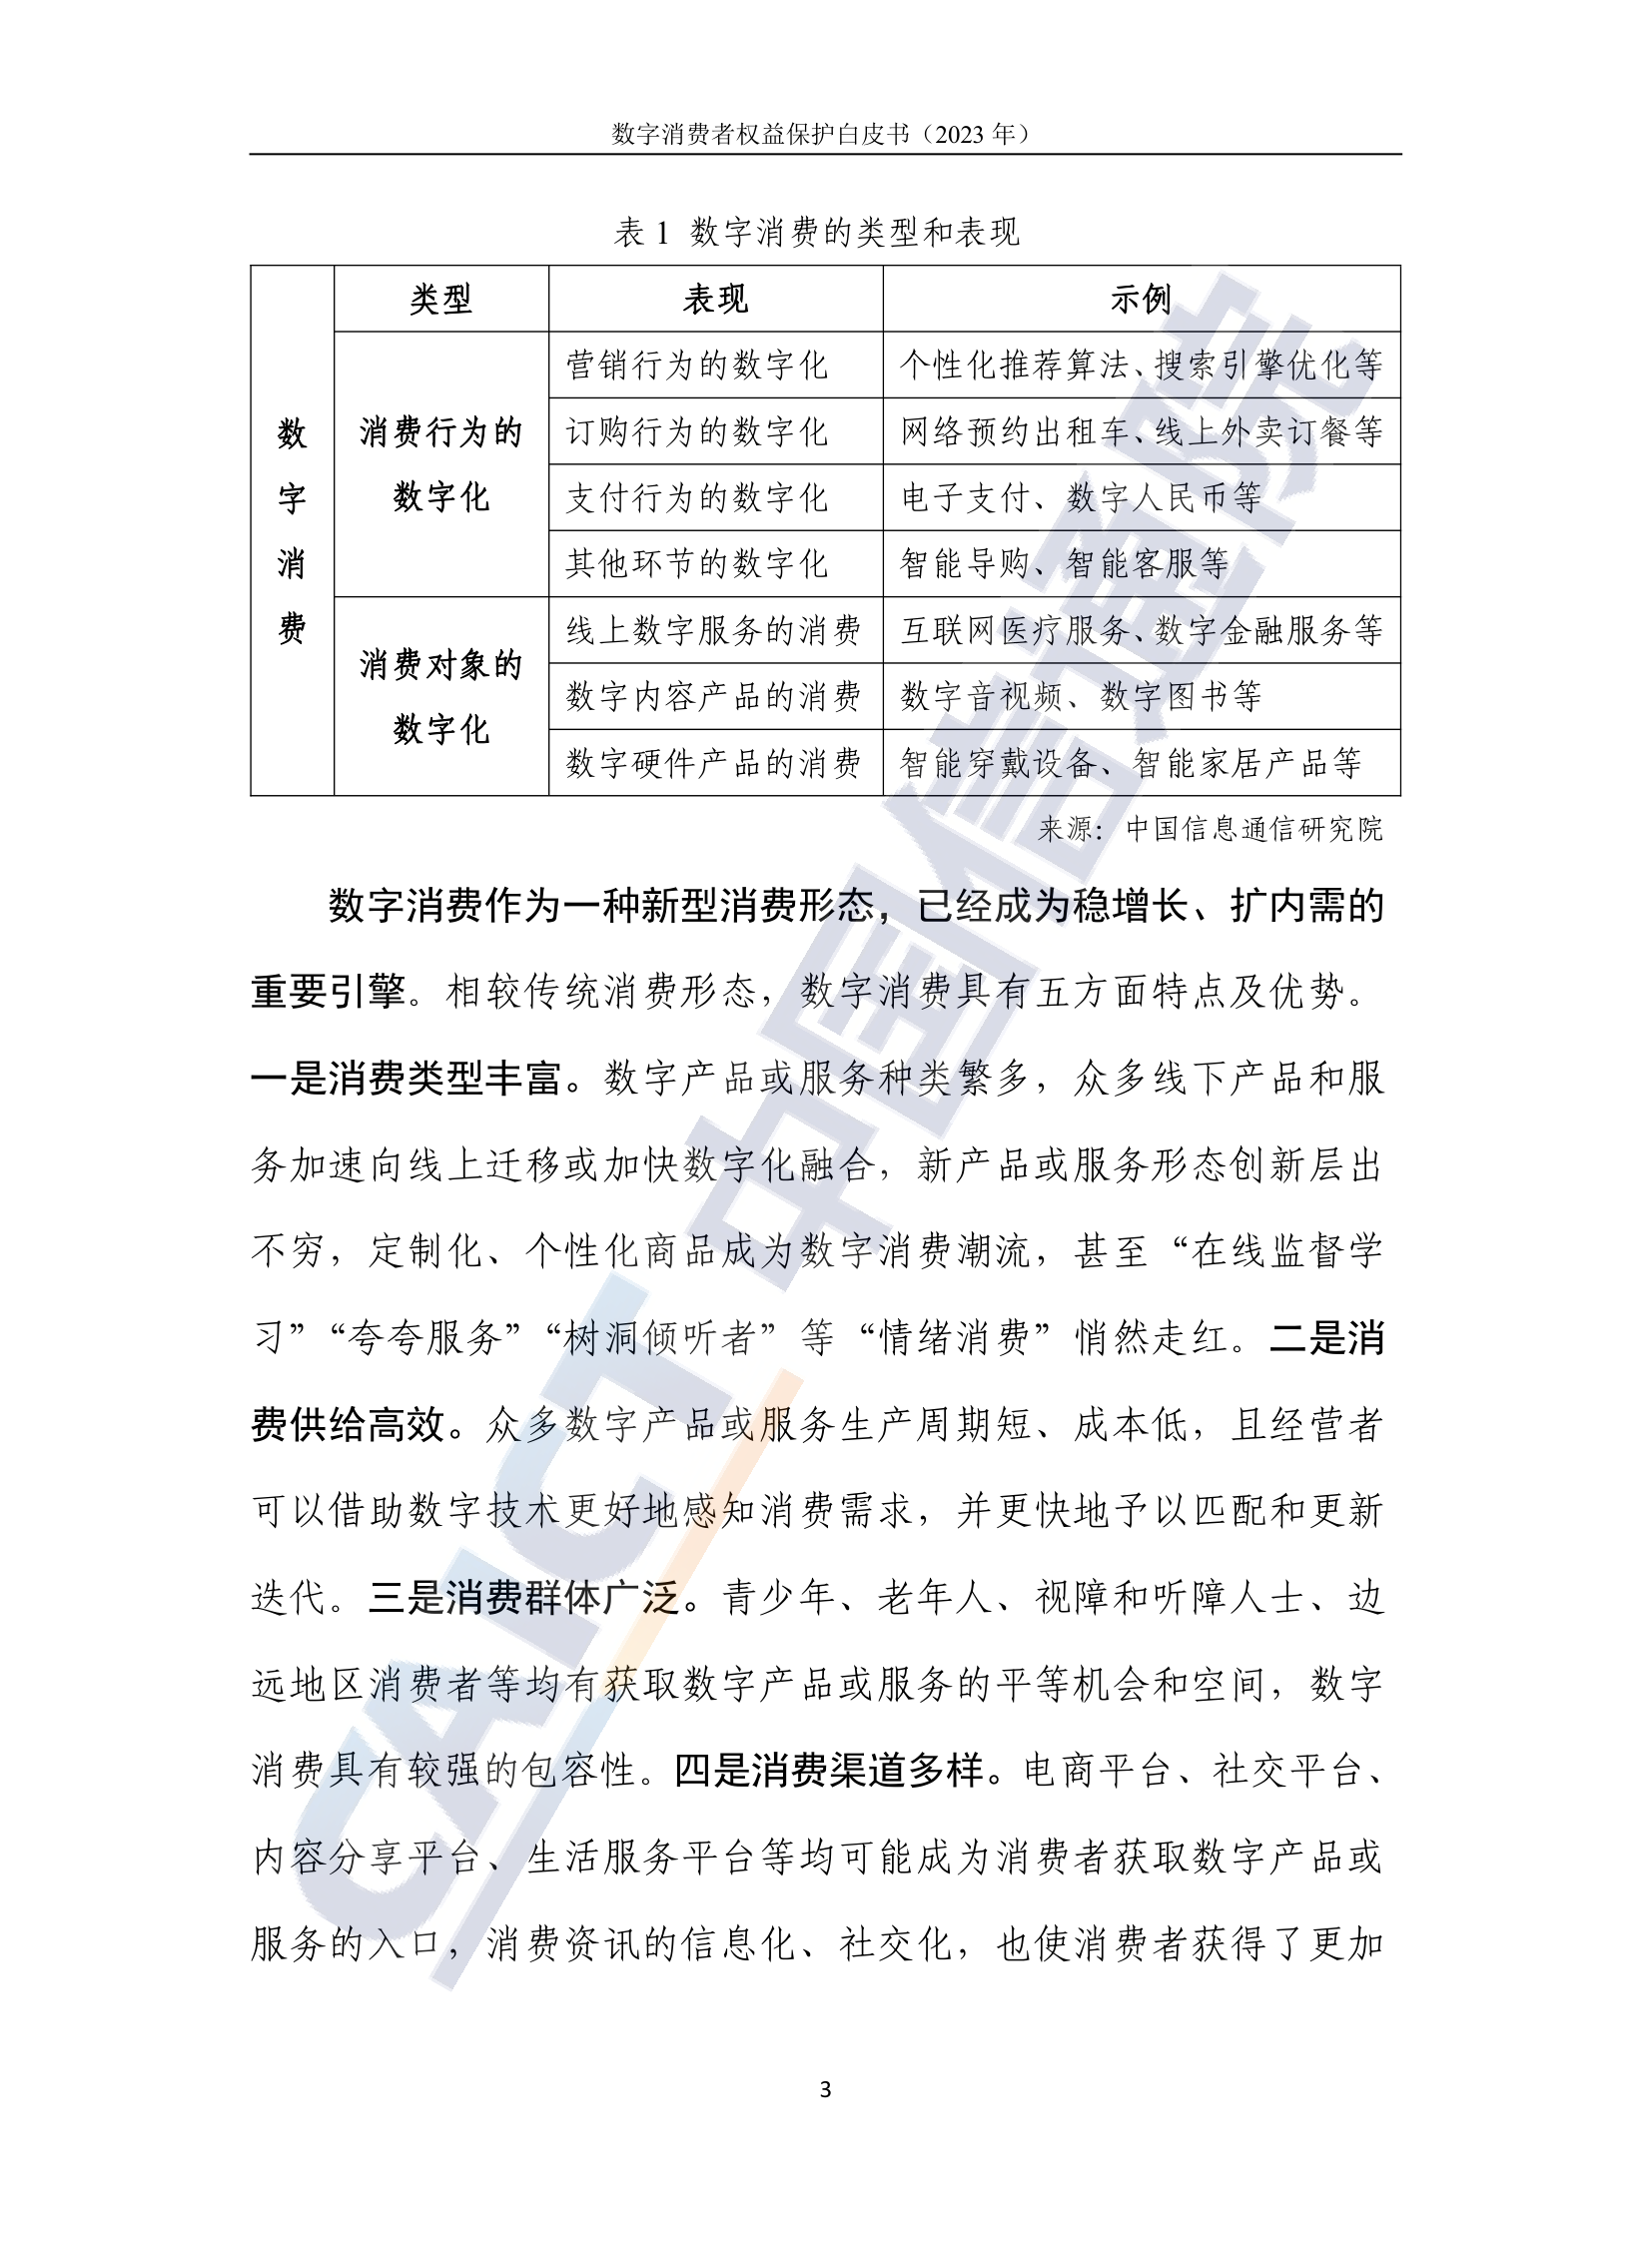 数字消费者权益保护白皮书（2023 年）
表 1 数字消费的类型和表现
数字消费
类型
表现
示例
消费行为的
数字化
营销行为的数字化
个性化推荐算法、搜索引擎优化等
订购行为的数字化
网络预约出租车、线上外卖订餐等
支付行为的数字化
电子支付、数字人民币等
其他环节的数字化
智能导购、智能客服等
消费对象的
数字化
线上数字服务的消费
互联网医疗服务、数字金融服务等
数字内容产品的消费
数字音视频、数字图书等
数字硬件产品的消费
智能穿戴设备、智能家居产品等
来源：中国信息通信研究院
数字消费作为一种新型消费形态，已经成为稳增长、扩内需的
重要引擎。相较传统消费形态，数字消费具有五方面特点及优势。
一是消费类型丰富。数字产品或服务种类繁多，众多线下产品和服
务加速向线上迁移或加快数字化融合，新产品或服务形态创新层出
不穷，定制化、个性化商品成为数字消费潮流，甚至“在线监督学
习”“夸夸服务”“树洞倾听者”等“情绪消费”悄然走红。二是消
费供给高效。众多数字产品或服务生产周期短、成本低，且经营者
可以借助数字技术更好地感知消费需求，并更快地予以匹配和更新
迭代。三是消费群体广泛。青少年、老年人、视障和听障人士、边
远地区消费者等均有获取数字产品或服务的平等机会和空间，数字
消费具有较强的包容性。四是消费渠道多样。电商平台、社交平台、
内容分享平台、生活服务平台等均可能成为消费者获取数字产品或
服务的入口，消费资讯的信息化、社交化，也使消费者获得了更加
CAICT 中国信通院
3